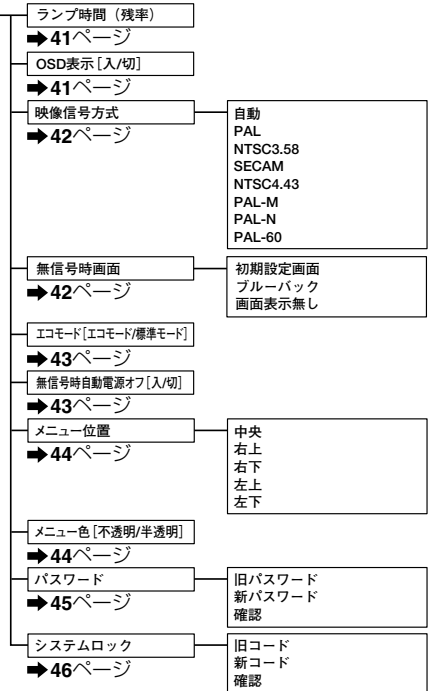 ランプ時間（残率）
➡41ページ
OSD表示［入/切］
➡41ページ
映像信号方式
➡42ページ
自動
PAL
NTSC3.58
SECAM
NTSC4.43
PAL-M
PAL-N
PAL-60
無信号時画面
➡42ページ
初期設定画面
ブルーバック
画面表示無し
エコモード［エコモード/標準モード］
➡43ページ
無信号時自動電源オフ［入/切］
➡43ページ
メニュー位置
➡44ページ
中央
右上
右下
左上
左下
メニュー色［不透明/半透明］
➡44ページ
パスワード
➡45ページ
旧パスワード
新パスワード
確認
システムロック
➡46ページ
旧コード
新コード
確認